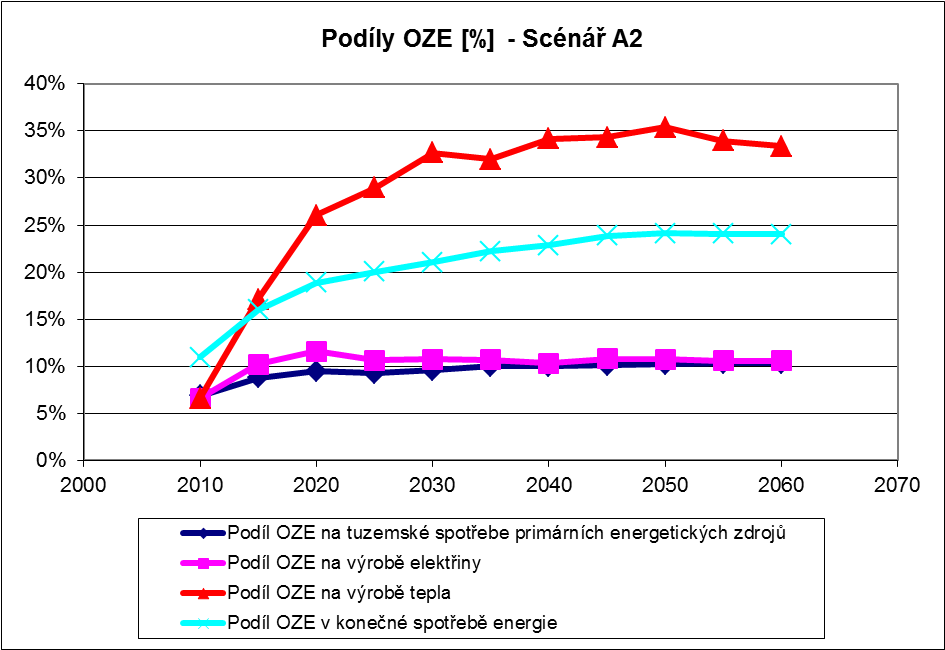 Podíly OZE [%]  - Scénář A2
40%
35%
30%
25%
20%
15%
10%
5%
0%
2000 2010 2020 2030 2040 2050 2060 2070
Podíl OZE na tuzemské spotřebe primárních energetických zdrojů
Podíl OZE na výrobě elektřiny
Podíl OZE na výrobě tepla
Podíl OZE v konečné spotřebě energie